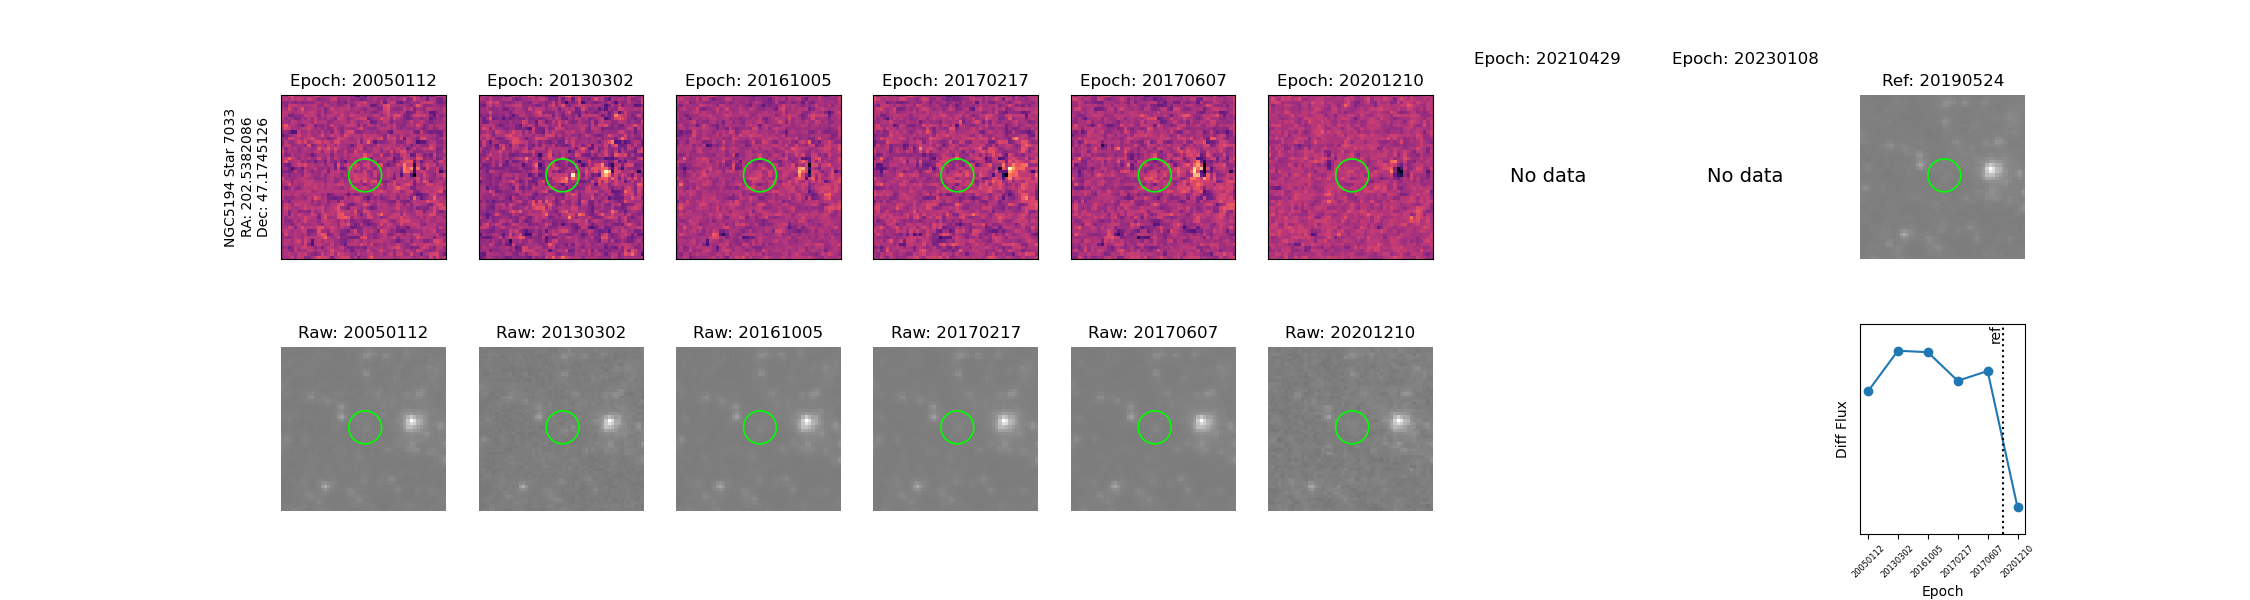 Epoch: 20050112
Epoch: 20130302
Epoch: 20161005
Epoch: 20170217
Epoch: 20170607
Epoch: 20201210
Epoch: 20210429
Epoch: 20230108
Ref: 20190524
NGC5194 Star 7033
RA: 202.5382086
Dec: 47.1745126
No data
No data
Raw: 20050112
Raw: 20130302
Raw: 20161005
Raw: 20170217
Raw: 20170607
Raw: 20201210
ref
Diff Flux
20050112
20130302
20161005
20170217
20170607
20201210
Epoch